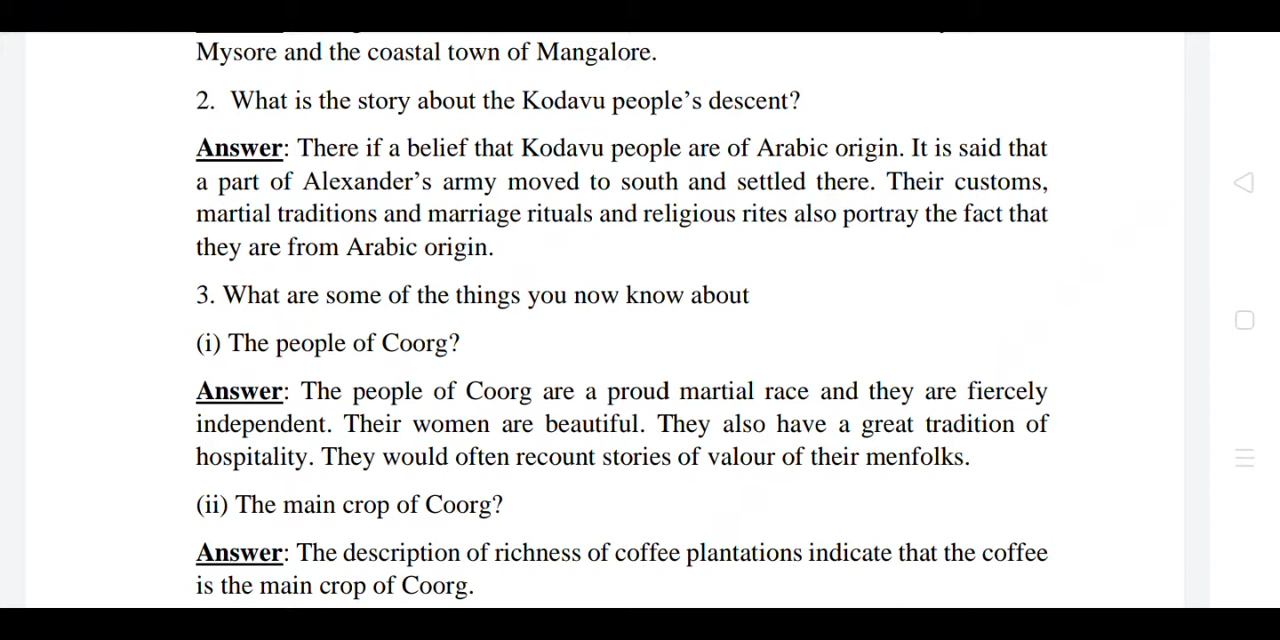 Mysore and the coastal town of Mangalore.
2. What is the story about the Kodavu people's descent?
Answer: There if a belief that Kodavu people are of Arabic origin. It is said that
a part of Alexander's army moved to south and settled there. Their customs,
martial traditions and marriage rituals and religious rites also portray the fact that
they are from Arabic origin.
3. What are some of the things you now know about
(i) The people of Coorg?
Answer: The people of Coorg are a proud martial race and they are fiercely
independent. Their women are beautiful. They also have a great tradition of
hospitality. They would often recount stories of valour of their menfolks.
(ii) The main crop of Coorg?
Answer: The description of richness of coffee plantations indicate that the coffee
is the main crop of Coorg.